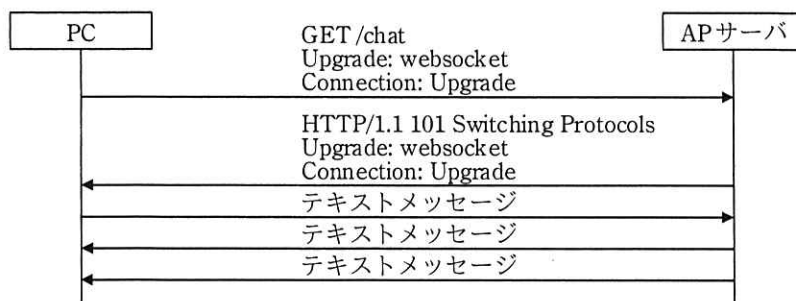 PC
APサーバ
GET /chat
Upgrade: websocket
Connection: Upgrade
HTTP/1.1 101 Switching Protocols
Upgrade: websocket
Connection: Upgrade
テキストメッセージ
テキストメッセージ
テキストメッセージ